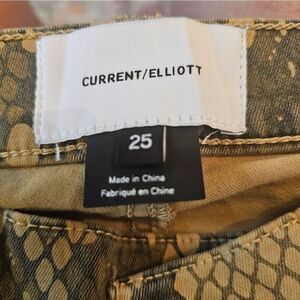 CURRENT/ELLIOTT
25
Made in China
Fabriqué en Chine